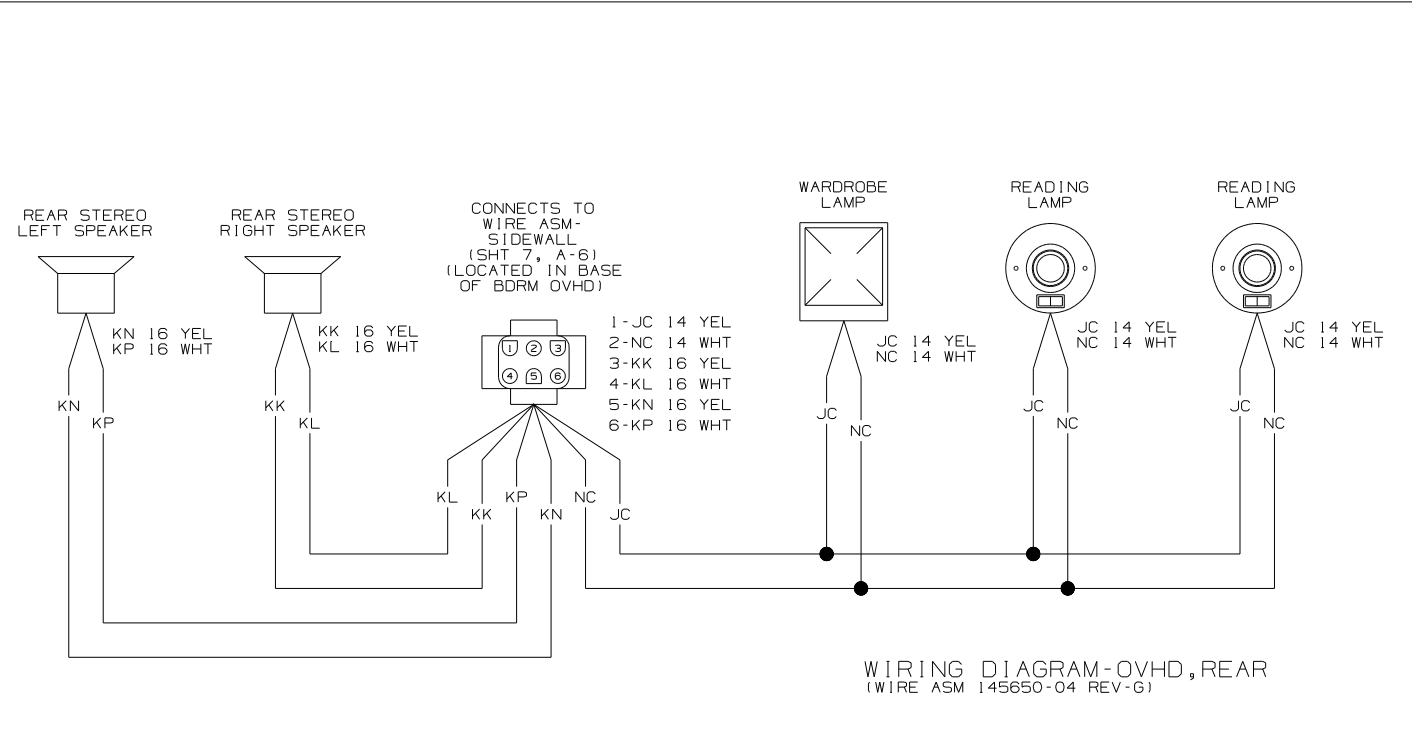 REAR STEREO
LEFT SPEAKER
KN 16 YEL
KP 16 WHT
KN
KP
REAR STEREO
RIGHT SPEAKER
KK 16 YEL
KL 16 WHT
KK
KL
CONNECTS TO
WIRE ASM-
SIDEWALL
(SHT 7, A-6)
(LOCATED IN BASE
OF BDRM OVHD)
1 2 3
4 5 6
1-JC 14 YEL
2-NC 14 WHT
3-KK 16 YEL
4-KL 16 WHT
5-KN 16 YEL
6-KP 16 WHT
KL
KK
KP
KN
NC
JC
WARDROBE
LAMP
JC 14 YEL
NC 14 WHT
JC
NC
READING
LAMP
JC 14 YEL
NC 14 WHT
JC
NC
READING
LAMP
JC 14 YEL
NC 14 WHT
JC
NC
WIRING DIAGRAM-OVHD,REAR
(WIRE ASM 145650-04 REV-G)